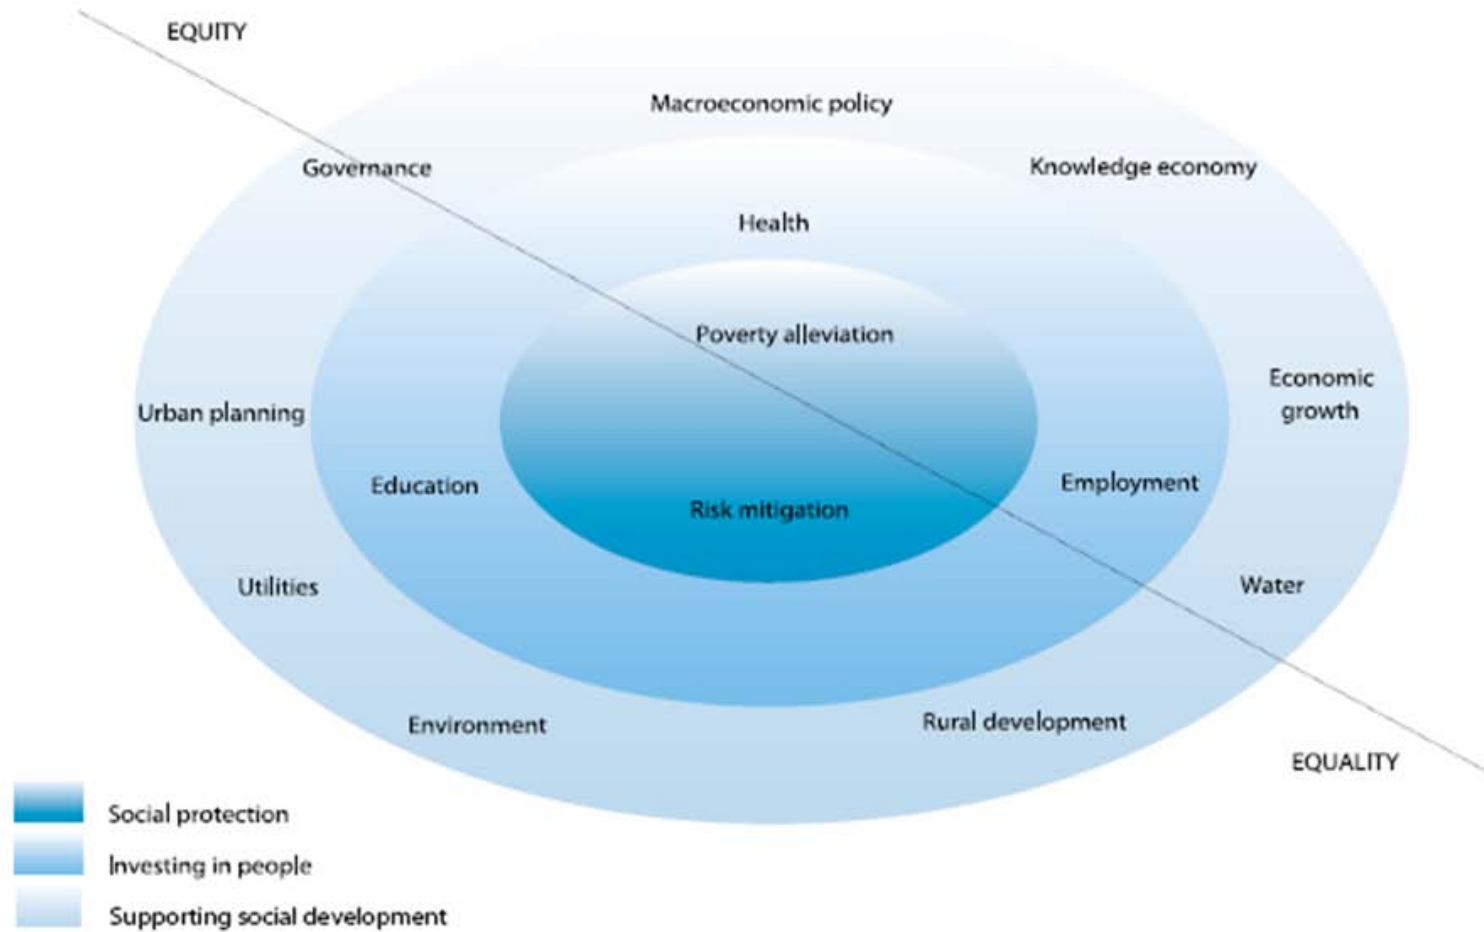 EQUITY
Macroeconomic policy
Governance
Knowledge economy
Health
Poverty alleviation
Economic
growth
Urban planning
Education
Employment
Risk mitigation
Utilities
Water
Environment
Rural development
EQUALITY
Social protection
Investing in people
Supporting social development